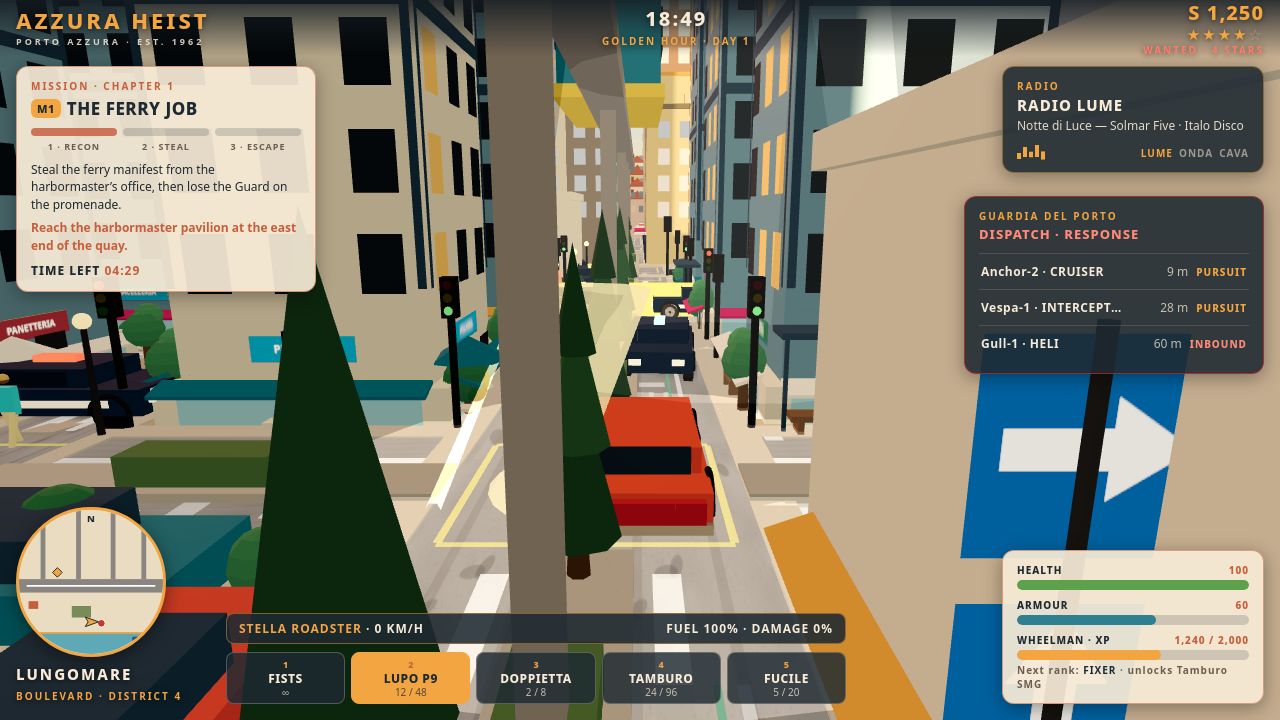 AZZURA HEIST
PORTO AZZURA · EST. 1962
18:49
GOLDEN HOUR · DAY 1
S 1,250
★★★★☆
WANTED · 4 STARS
MISSION · CHAPTER 1
M1 THE FERRY JOB
1 · RECON 2 · STEAL 3 · ESCAPE
Steal the ferry manifest from the
harbormaster's office, then lose the Guard on
the promenade.
Reach the harbormaster pavilion at the east
end of the quay.
TIME LEFT 04:29
RADIO
RADIO LUME
Notte di Luce — Solmar Five · Italo Disco
LUME ONDA CAVA
GUARDIA DEL PORTO
DISPATCH · RESPONSE
Anchor-2 · CRUISER 9 m PURSUIT
Vespa-1 · INTERCEPT… 28 m PURSUIT
Gull-1 · HELI 60 m INBOUND
PANETTERIA
N
LUNGOMARE
BOULEVARD · DISTRICT 4
STELLA ROADSTER · 0 KM/H FUEL 100% · DAMAGE 0%
1 2 3 4 5
FISTS LUPO P9 DOPPIETTA TAMBURO FUCILE
∞ 12 / 48 2 / 8 24 / 96 5 / 20
HEALTH 100
ARMOUR 60
WHEELMAN · XP 1,240 / 2,000
Next rank: FIXER · unlocks Tamburo
SMG